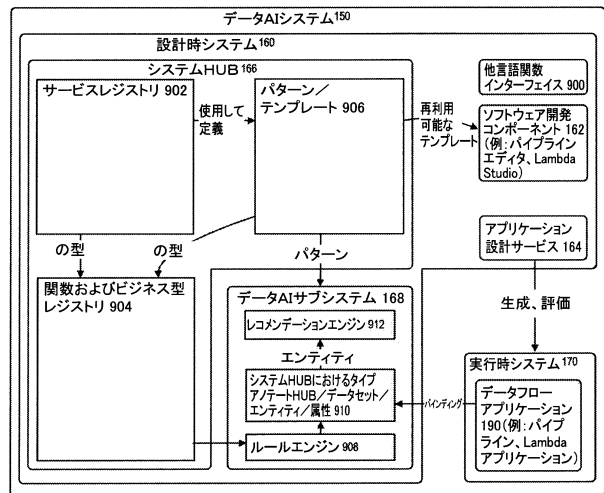 データAIシステム150
設計時システム160
システムHUB166
サービスレジストリ 902
使用して
定義
パターン／
テンプレート 906
再利用
可能な
テンプレート
他言語関数
インターフェイス 900
ソフトウェア開発
コンポーネント 162
(例：パイプライン
エディタ、Lambda
Studio)
の型
の型
パターン
アプリケーション
設計サービス 164
関数およびビジネス型
レジストリ 904
データAIサブシステム 168
レコメンデーションエンジン 912
エンティティ
システムHUBにおけるタイプ
アノテートHUB／データセット／
エンティティ／属性 910
ルールエンジン 908
生成、評価
実行時システム170
バインディング
データフロー
アプリケーション
190(例：パイプ
ライン、Lambda
アプリケーション)